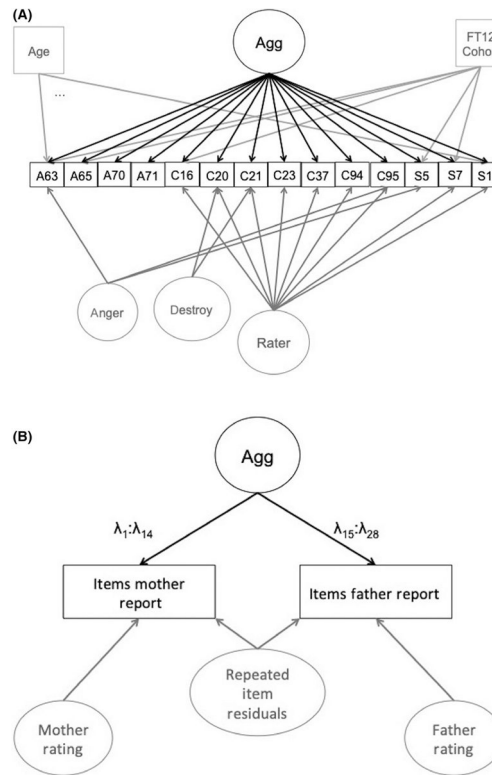 (A)
Age
Agg
FT12
Coho
...
A63 A65 A70 A71 C16 C20 C21 C23 C37 C94 C95 S5 S7 S1
Anger
Destroy
Rater
(B)
Agg
λ1:λ14
λ15:λ28
Items mother
report
Items father report
Repeated
item
residuals
Mother
rating
Father
rating